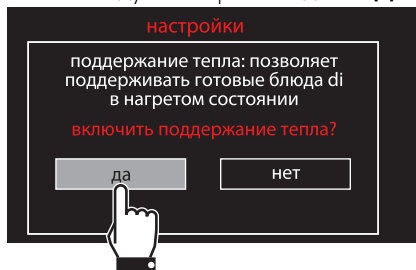 настройки
поддержание тепла: позволяет
поддерживать готовые блюда di
в нагретом состоянии
включить поддержание тепла?
да
нет